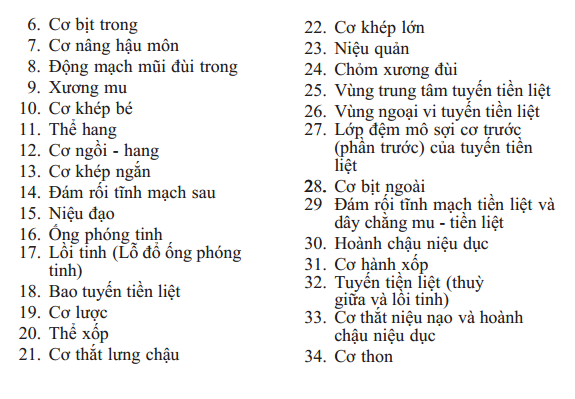 6. Cơ bịt trong
7. Cơ nâng hậu môn
8. Động mạch mũi đùi trong
9. Xương mu
10. Cơ khép bé
11. Thể hang
12. Cơ ngồi - hang
13. Cơ khép ngắn
14. Đám rối tĩnh mạch sau
15. Niệu đạo
16. Ống phóng tinh
17. Lồi tinh (Lỗ đổ ống phóng
tinh)
18. Bao tuyến tiền liệt
19. Cơ lược
20. Thể xốp
21. Cơ thắt lưng chậu
22. Cơ khép lớn
23. Niệu quản
24. Chỏm xương đùi
25. Vùng trung tâm tuyến tiền liệt
26. Vùng ngoại vi tuyến tiền liệt
27. Lớp đệm mô sợi cơ trước
(phần trước) của tuyến tiền
liệt
28. Cơ bịt ngoài
29 Đám rối tĩnh mạch tiền liệt và
dây chằng mu - tiền liệt
30. Hoành chậu niệu dục
31. Cơ hành xốp
32. Tuyến tiền liệt (thuỳ
giữa và lồi tinh)
33. Cơ thắt niệu nạo và hoành
chậu niệu dục
34. Cơ thon